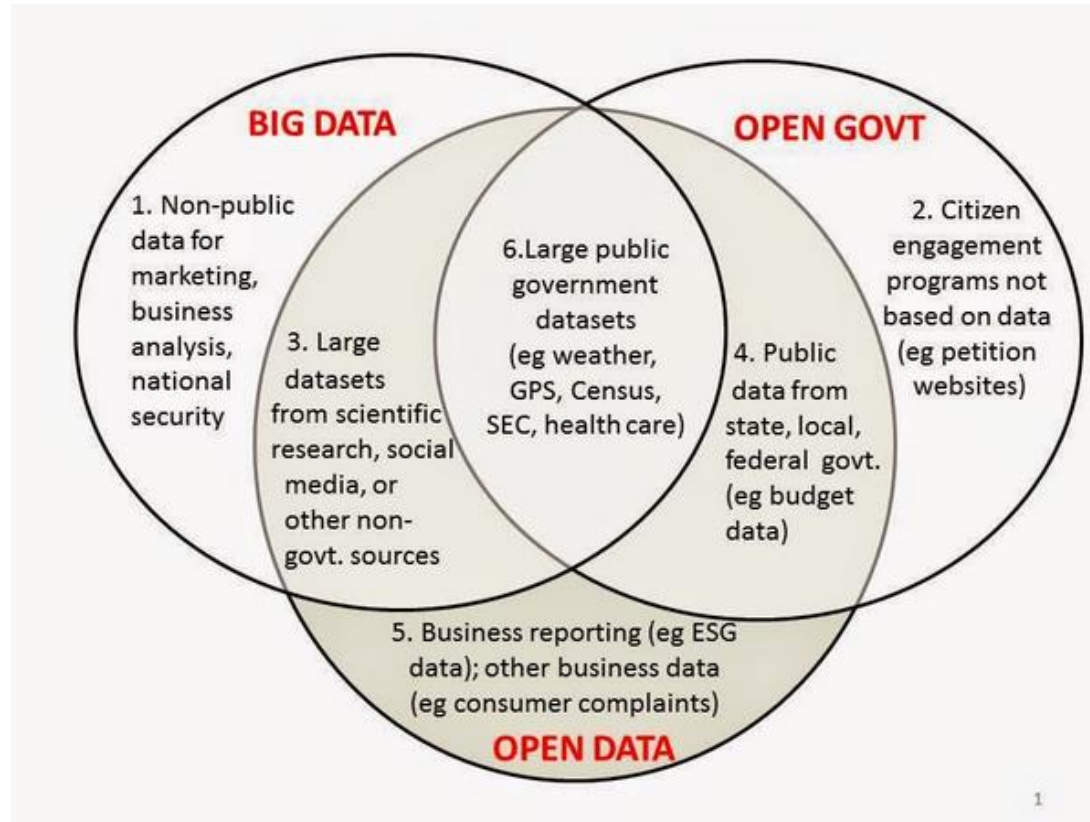 BIG DATA
OPEN GOVT
1. Non-public
data for
marketing,
business
analysis,
national
security
2. Citizen
engagement
programs not
based on data
(eg petition
websites)
6.Large public
government
datasets
(eg weather,
GPS, Census,
SEC, health care)
3. Large
datasets
from scientific
research, social
media, or
other non-
govt. sources
4. Public
data from
state, local,
federal govt.
(eg budget
data)
5. Business reporting (eg ESG
data); other business data
(eg consumer complaints)
OPEN DATA
1